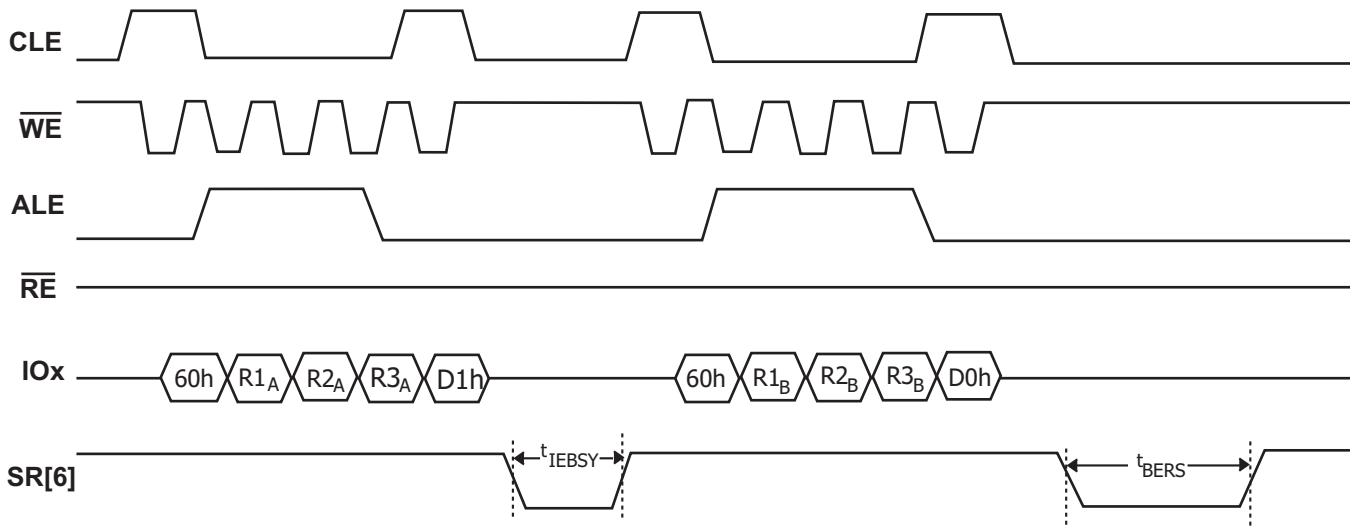 CLE
WE
ALE
RE
IOx 60h R1A R2A R3A D1h 60h R1B R2B R3B D0h
SR[6] tIEBSY tBERS